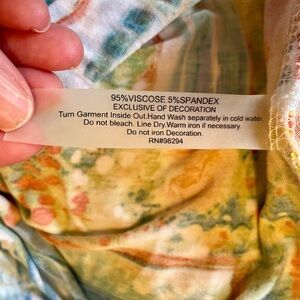 95%VISCOSE 5%SPANDEX
EXCLUSIVE OF DECORATION
Turn Garment Inside Out.Hand Wash separately in cold water.
Do not bleach. Line Dry.Warm iron if necessary.
Do not iron Decoration.
RN#98294